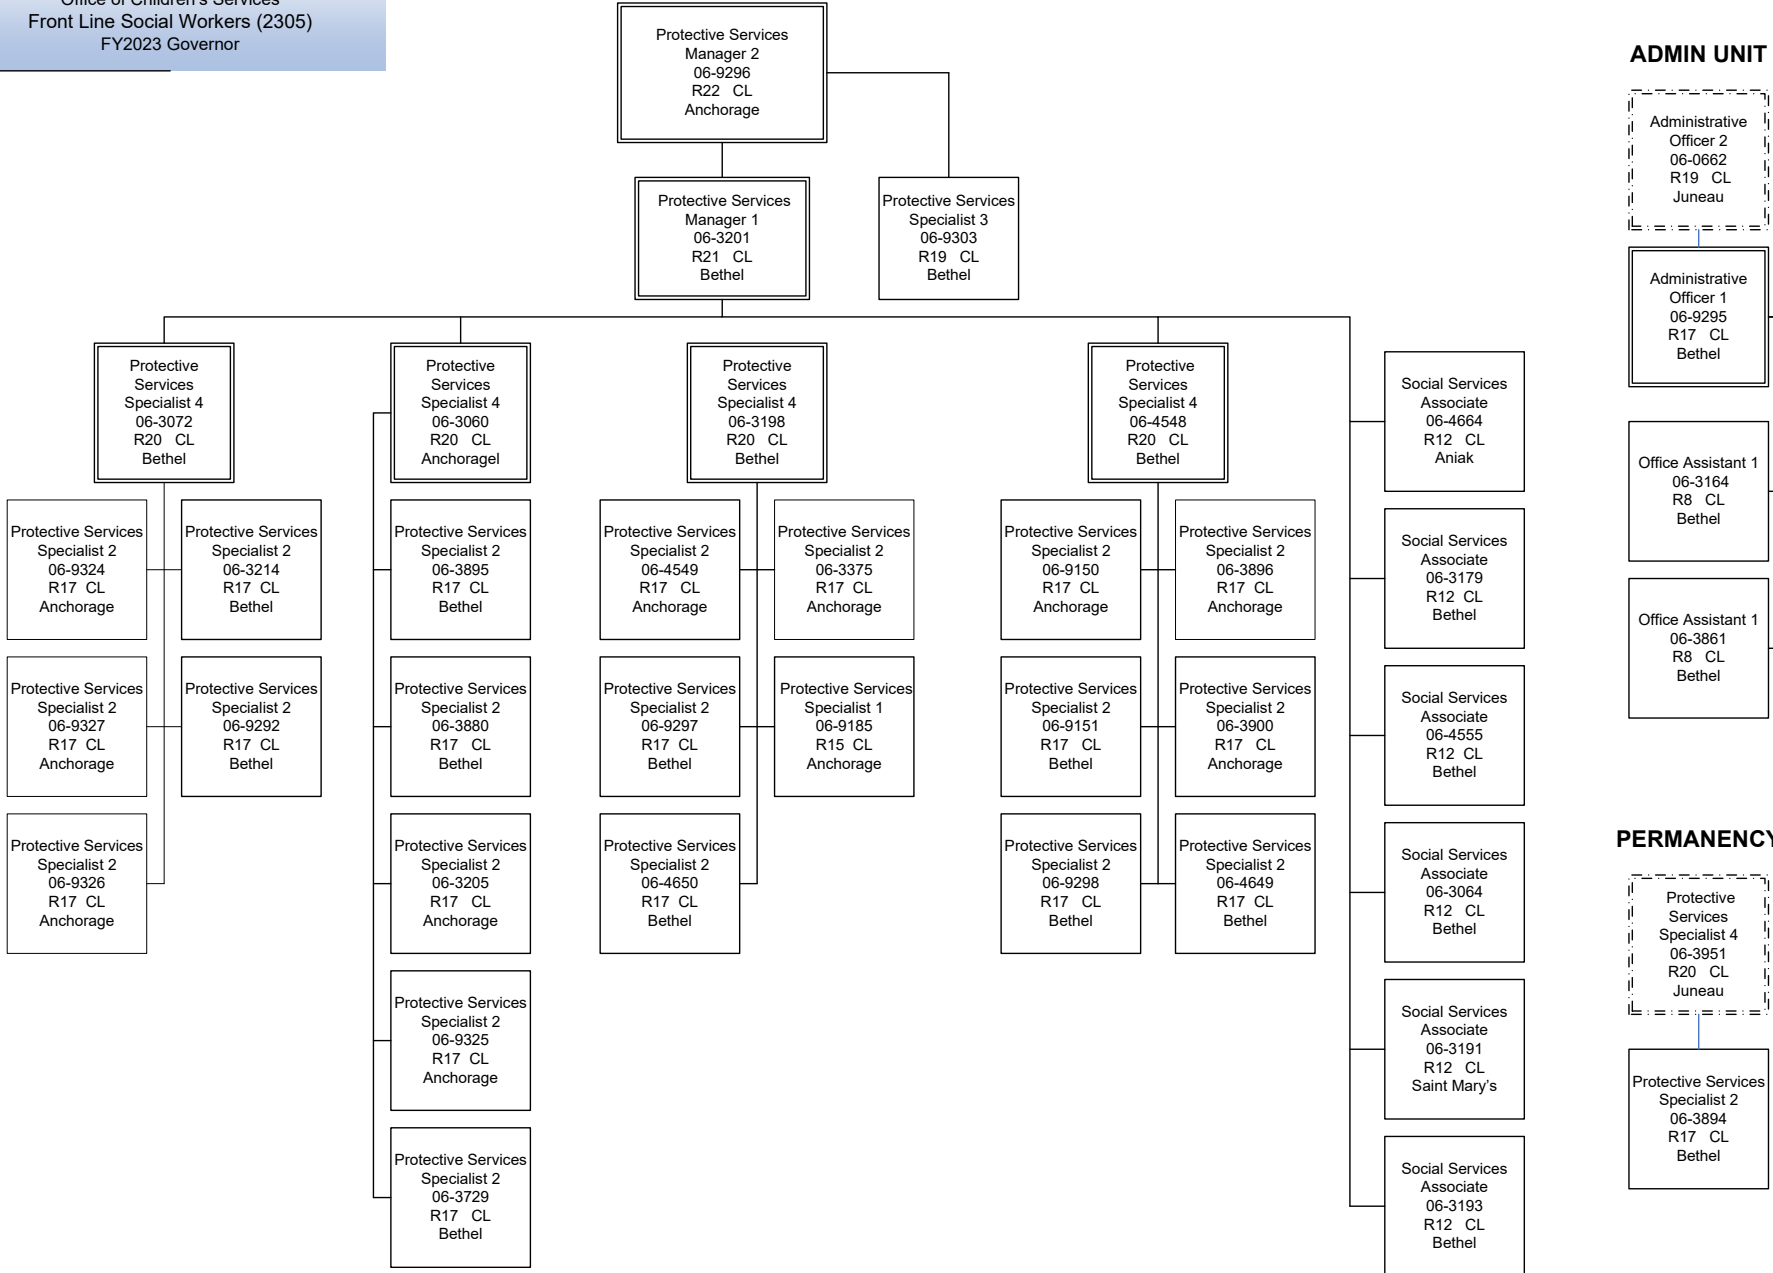 Office of Children's Services
Front Line Social Workers (2305)
FY2023 Governor
Protective Services
Manager 2
06-9296
R22 CL
Anchorage
Protective Services
Manager 1
06-3201
R21 CL
Bethel
Protective Services
Specialist 3
06-9303
R19 CL
Bethel
Protective
Services
Specialist 4
06-3072
R20 CL
Bethel
Protective Services
Specialist 2
06-9324
R17 CL
Anchorage
Protective Services
Specialist 2
06-3214
R17 CL
Bethel
Protective Services
Specialist 2
06-9327
R17 CL
Anchorage
Protective Services
Specialist 2
06-9292
R17 CL
Bethel
Protective Services
Specialist 2
06-9326
R17 CL
Anchorage
Protective
Services
Specialist 4
06-3060
R20 CL
Anchoragel
Protective Services
Specialist 2
06-3895
R17 CL
Bethel
Protective Services
Specialist 2
06-3880
R17 CL
Bethel
Protective Services
Specialist 2
06-3205
R17 CL
Anchorage
Protective Services
Specialist 2
06-9325
R17 CL
Anchorage
Protective Services
Specialist 2
06-3729
R17 CL
Bethel
Protective
Services
Specialist 4
06-3198
R20 CL
Bethel
Protective Services
Specialist 2
06-4549
R17 CL
Anchorage
Protective Services
Specialist 2
06-3375
R17 CL
Anchorage
Protective Services
Specialist 2
06-9297
R17 CL
Bethel
Protective Services
Specialist 1
06-9185
R15 CL
Anchorage
Protective Services
Specialist 2
06-4650
R17 CL
Bethel
Protective
Services
Specialist 4
06-4548
R20 CL
Bethel
Protective Services
Specialist 2
06-9150
R17 CL
Anchorage
Protective Services
Specialist 2
06-3896
R17 CL
Anchorage
Protective Services
Specialist 2
06-9151
R17 CL
Bethel
Protective Services
Specialist 2
06-3900
R17 CL
Anchorage
Protective Services
Specialist 2
06-9298
R17 CL
Bethel
Protective Services
Specialist 2
06-4649
R17 CL
Bethel
Social Services
Associate
06-4664
R12 CL
Aniak
Social Services
Associate
06-3179
R12 CL
Bethel
Social Services
Associate
06-4555
R12 CL
Bethel
Social Services
Associate
06-3064
R12 CL
Bethel
Social Services
Associate
06-3191
R12 CL
Saint Mary's
Social Services
Associate
06-3193
R12 CL
Bethel
ADMIN UNIT
Administrative
Officer 2
06-0662
R19 CL
Juneau
Administrative
Officer 1
06-9295
R17 CL
Bethel
Office Assistant 1
06-3164
R8 CL
Bethel
Office Assistant 1
06-3861
R8 CL
Bethel
PERMANENCY
Protective
Services
Specialist 4
06-3951
R20 CL
Juneau
Protective Services
Specialist 2
06-3894
R17 CL
Bethel